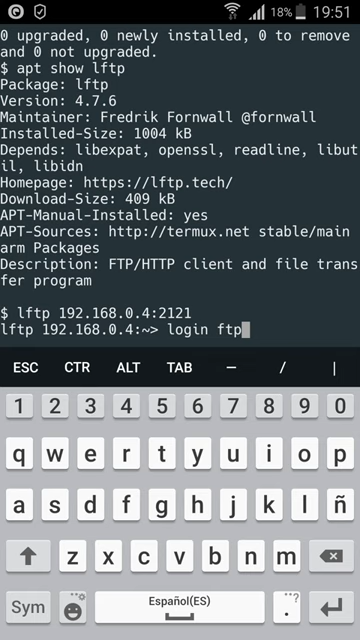 18% 19:51
0 upgraded, 0 newly installed, 0 to remove
and 0 not upgraded.
$ apt show lftp
Package: lftp
Version: 4.7.6
Maintainer: Fredrik Fornwall @fornwall
Installed-Size: 1004 kB
Depends: libexpat, openssl, readline, libut
il, libidn
Homepage: https://lftp.tech/
Download-Size: 409 kB
APT-Manual-Installed: yes
APT-Sources: http://termux.net stable/main
arm Packages
Description: FTP/HTTP client and file trans
fer program
$ lftp 192.168.0.4:2121
lftp 192.168.0.4:~> login ftp
ESC CTR ALT TAB — / |
1 2 3 4 5 6 7 8 9 0
q w e r t y u i o p
a s d f g h j k l ñ
z x c v b n m
Sym Español(ES) . ?